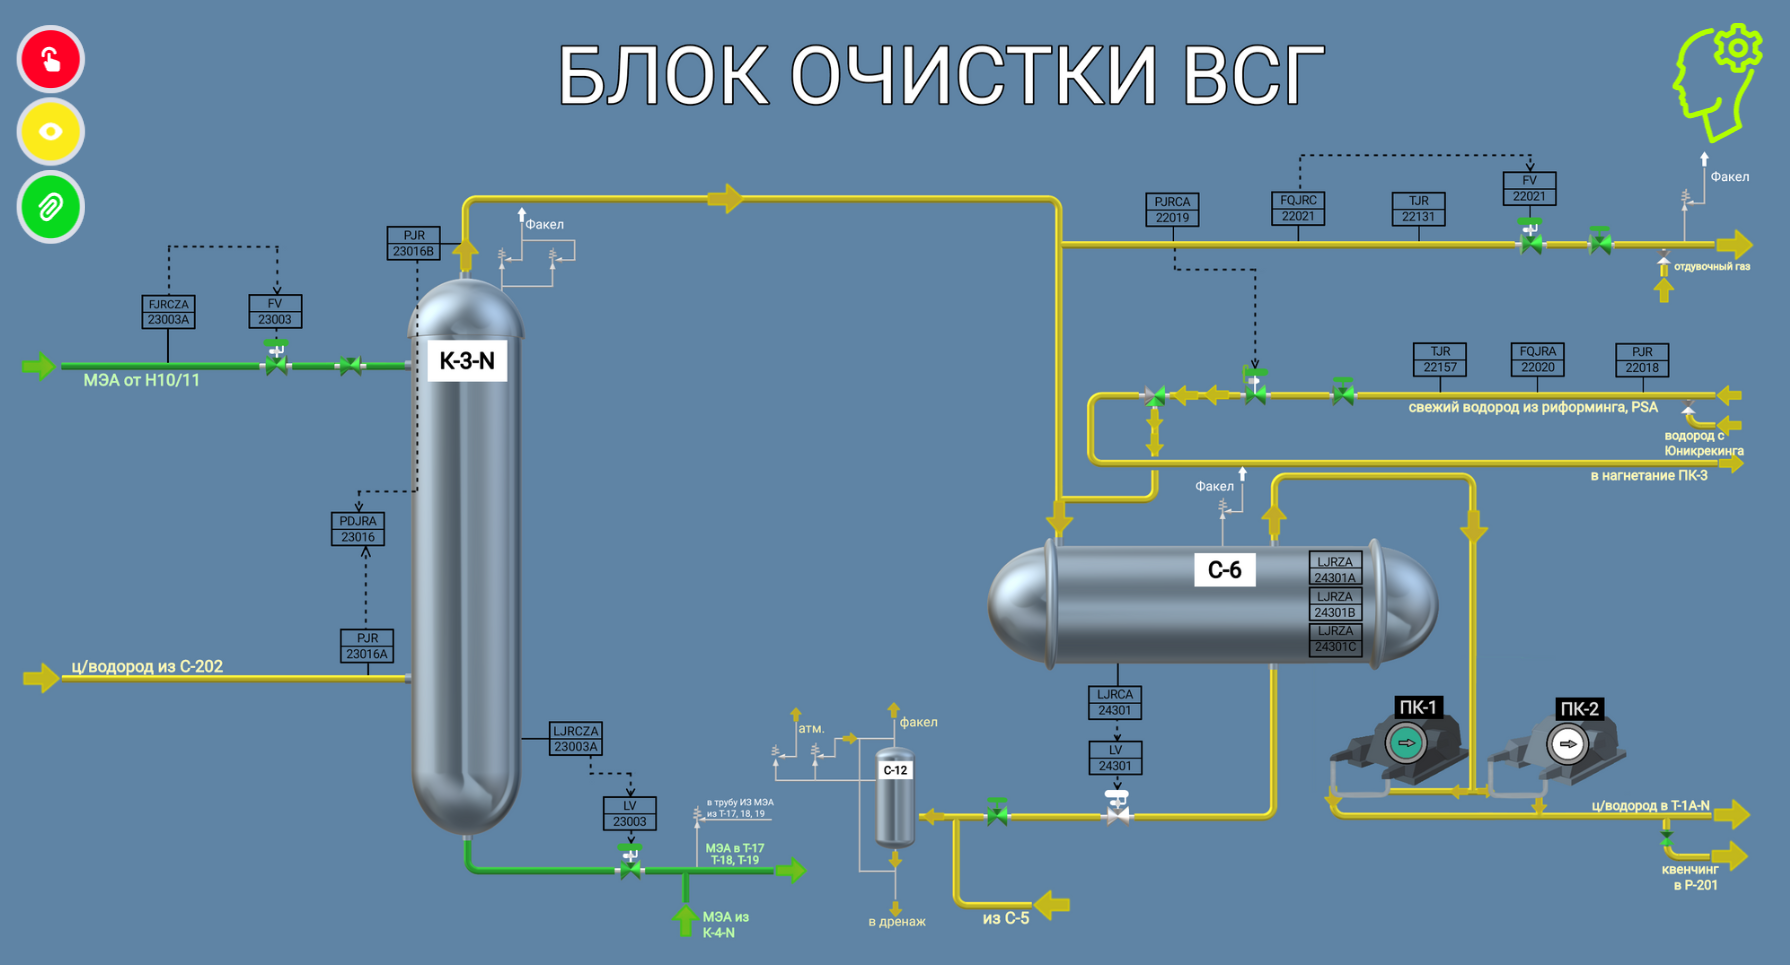 БЛОК ОЧИСТКИ ВСГ
Факел
PJRCA
22019
FQJRC
22021
TJR
22131
FV
22021
отдувочный газ
PJR
23016B
Факел
FJRCZA
23003A
FV
23003
МЭА от Н10/11
К-3-N
TJR
22157
FQJRA
22020
PJR
22018
свежий водород из риформинга, PSA
водород с
Юникрекинга
в нагнетание ПК-3
Факел
PDJRA
23016
С-6
LJRZA
24301A
LJRZA
24301B
LJRZA
24301C
PJR
23016A
ц/водород из С-202
LJRCA
24301
LV
24301
ПК-1
ПК-2
LJRCZA
23003A
атм.
факел
С-12
LV
23003
в трубу ИЗ МЭА
из Т-17, 18, 19
ц/водород в Т-1А-N
МЭА в Т-17
Т-18, Т-19
квенчинг
в Р-201
МЭА из
К-4-N
в дренаж
из С-5